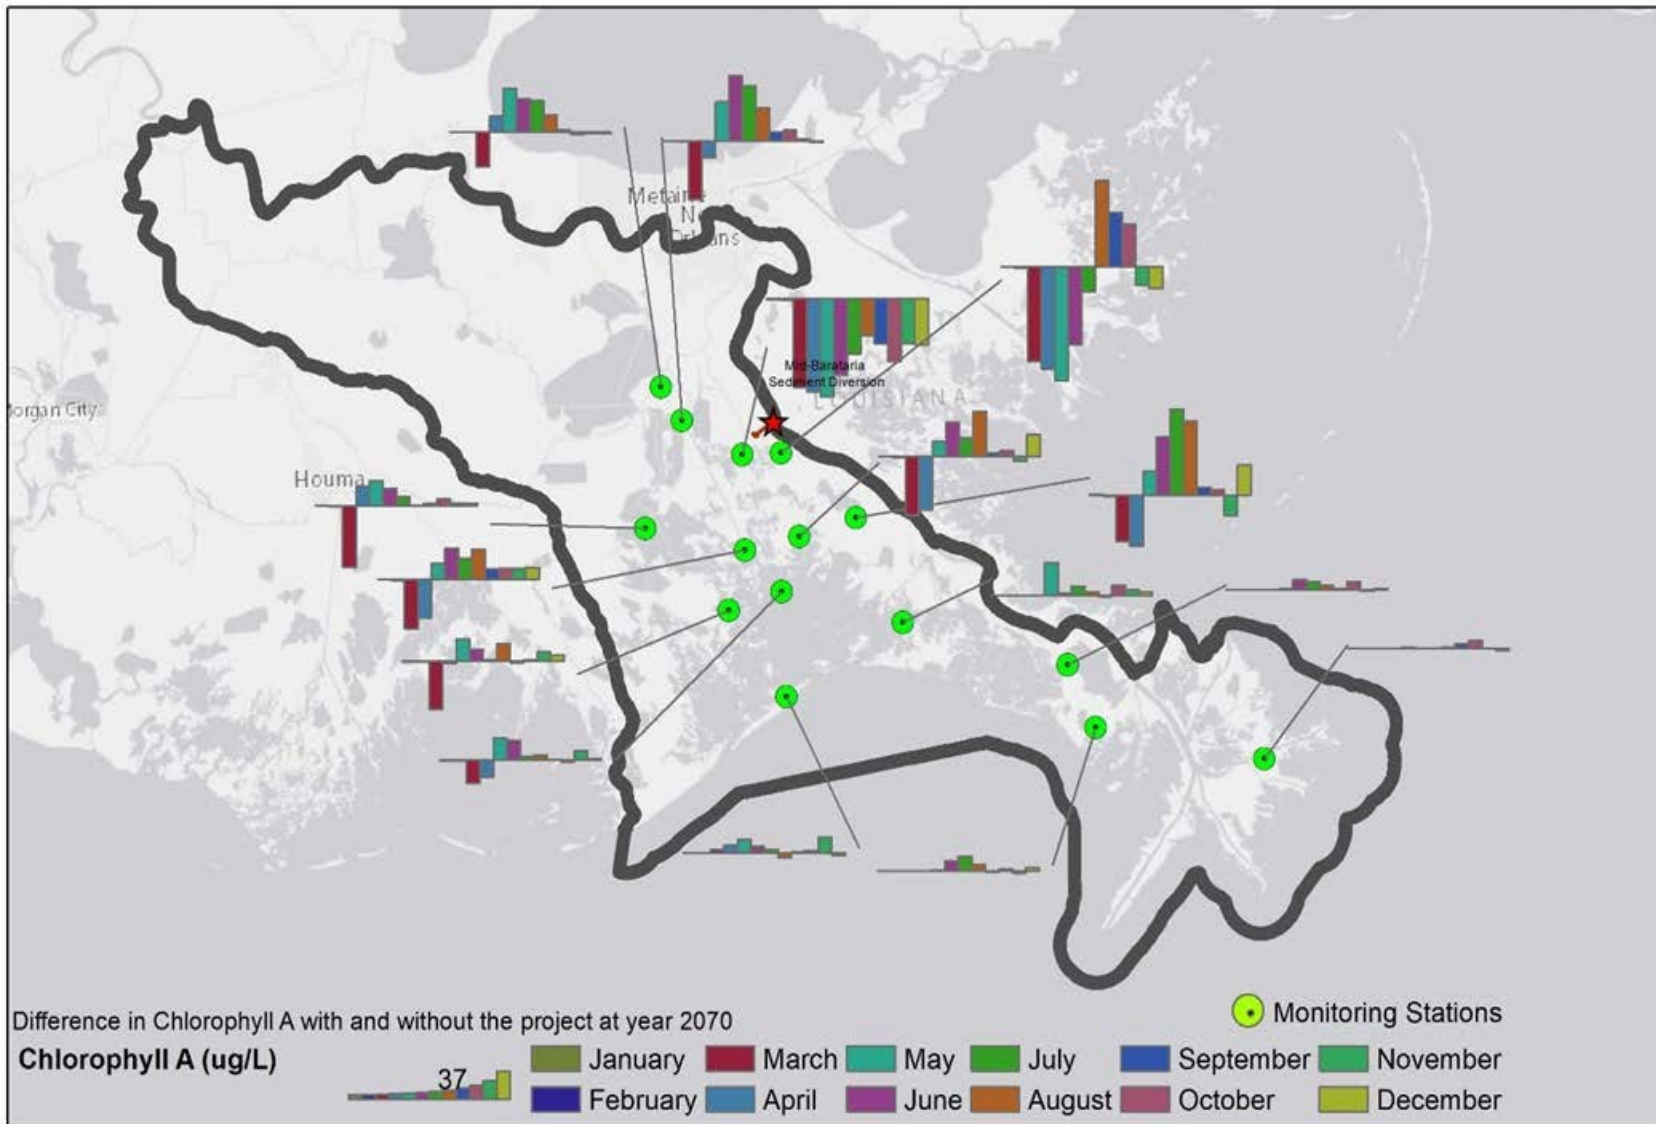 Metairie
N
Orleans
Mid-Barataria
Sediment Diversion
LOUISIANA
Morgan City
Houma
Difference in Chlorophyll A with and without the project at year 2070
Monitoring Stations
Chlorophyll A (ug/L)
37
January
March
May
July
September
November
February
April
June
August
October
December